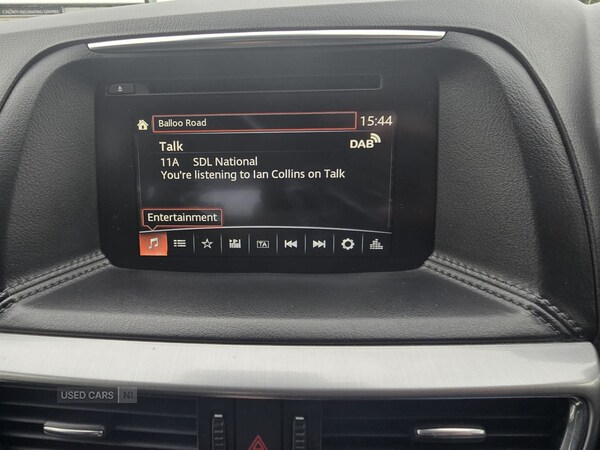 Balloo Road
15:44
Talk
DAB
11A SDL National
You're listening to Ian Collins on Talk
Entertainment
TA
USED CARS NI